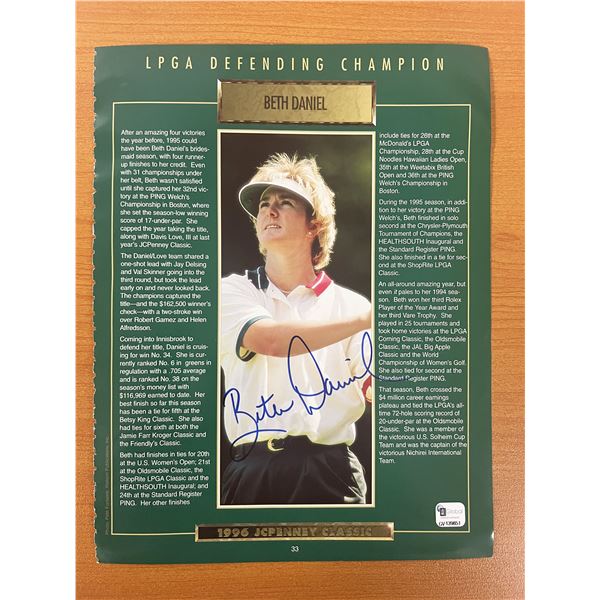 LPGA DEFENDING CHAMPION
BETH DANIEL
After an amazing four victories
the year before, 1995 could
have been Beth Daniel's brides-
maid season, with four runner-
up finishes to her credit. Even
with 31 championships under
her belt, Beth wasn't satisfied
until she captured her 32nd vic-
tory at the PING Welch's
Championship in Boston, where
she set the season-low winning
score of 17-under-par. She
capped the year taking the title,
along with Davis Love, III at last
year's JCPenney Classic.
The Daniel/Love team shared a
one-shot lead with Jay Delsing
and Val Skinner going into the
third round, but took the lead
early on and never looked back.
The champions captured the
title—and the $162,500 winner's
check—with a two-stroke win
over Robert Gamez and Helen
Alfredsson.
Coming into Innisbrook to
defend her title, Daniel is cruis-
ing for win No. 34. She is cur-
rently ranked No. 6 in greens in
regulation with a .705 average
and is ranked No. 38 on the
season's money list with
$116,969 earned to date. Her
best finish so far this season
has been a tie for fifth at the
Betsy King Classic. She also
had ties for sixth at both the
Jamie Farr Kroger Classic and
the Friendly's Classic.
Beth had finishes in ties for 20th
at the U.S. Women's Open; 21st
at the Oldsmobile Classic, the
ShopRite LPGA Classic and the
HEALTHSOUTH Inaugural; and
24th at the Standard Register
PING. Her other finishes
include ties for 26th at the
McDonald's LPGA
Championship, 28th at the Cup
Noodles Hawaiian Ladies Open,
35th at the Weetabix British
Open and 36th at the PING
Welch's Championship in
Boston.
During the 1995 season, in addi-
tion to her victory at the PING
Welch's, Beth finished in solo
second at the Chrysler-Plymouth
Tournament of Champions, the
HEALTHSOUTH Inaugural and
the Standard Register PING.
She also finished in a tie for sec-
ond at the ShopRite LPGA
Classic.
An all-around amazing year, but
even if pales to her 1994 sea-
son. Beth won her third Rolex
Player of the Year Award and
her third Vare Trophy. She
played in 25 tournaments and
took home victories at the LPGA
Corning Classic, the Oldsmobile
Classic, the JAL Big Apple
Classic and the World
Championship of Women's Golf.
She also tied for second at the
Standard Register PING.
That season, Beth crossed the
$4 million career earnings
plateau and tied the LPGA's all-
time 72-hole scoring record of
20-under-par at the Oldsmobile
Classic. She was a member of
the victorious U.S. Solheim Cup
Team and was the captain of the
victorious Nichirei International
Team.
Beth Daniel
Global
1996 JCPENNEY CLASSIC
33